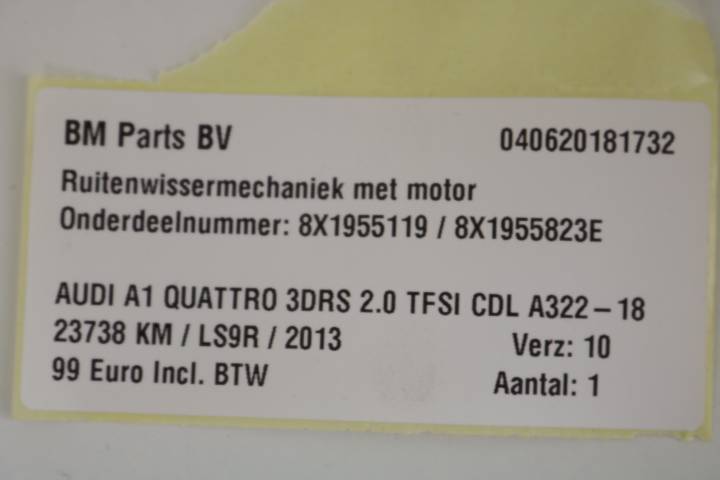 BM Parts BV 040620181732
Ruitenwissermechaniek met motor
Onderdeelnummer: 8X1955119 / 8X1955823E
AUDI A1 QUATTRO 3DRS 2.0 TFSI CDL A322 – 18
23738 KM / LS9R / 2013 Verz: 10
99 Euro Incl. BTW Aantal: 1